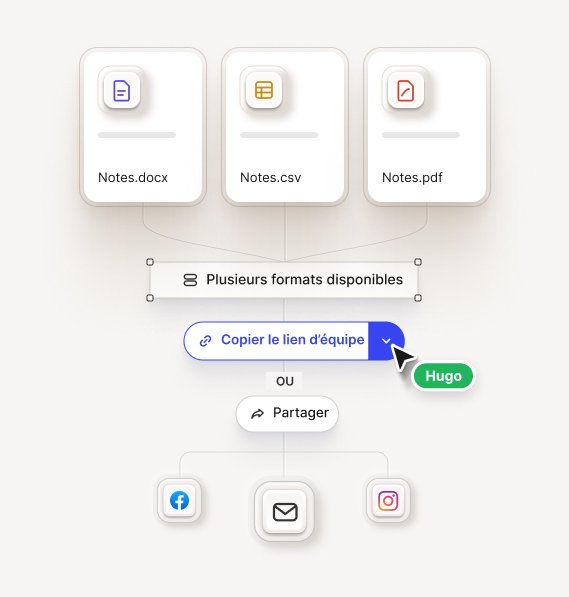 Notes.docx
Notes.csv
Notes.pdf
Plusieurs formats disponibles
Copier le lien d’équipe
Hugo
OU
Partager